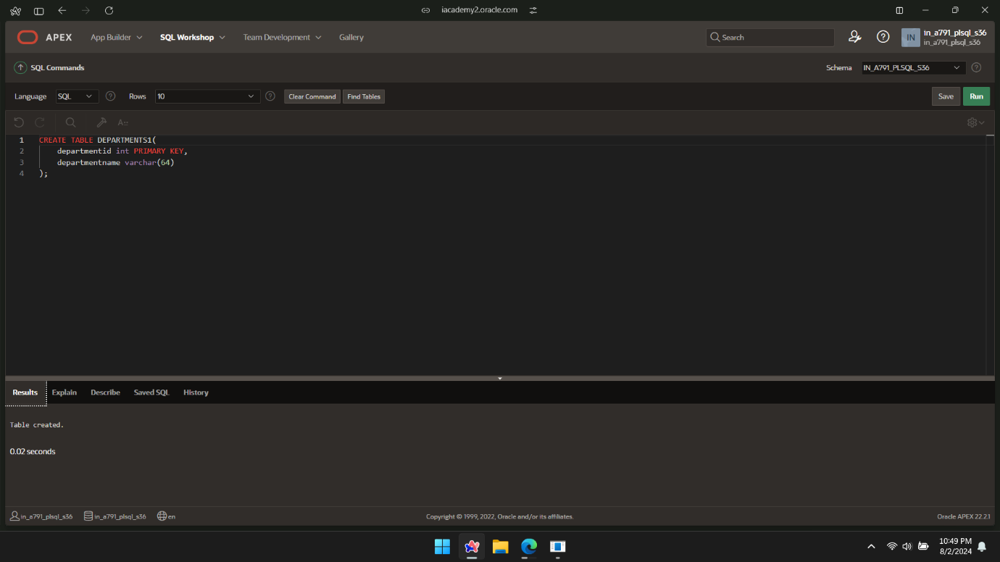 iacademy2.oracle.com
APEX App Builder SQL Workshop Team Development Gallery Search IN in_a791_plsql_s36
in_a791_plsql_s36
SQL Commands Schema IN_A791_PLSQL_S36
Language SQL Rows 10 Clear Command Find Tables Save Run
1 CREATE TABLE DEPARTMENTS1(
2 departmentid int PRIMARY KEY,
3 departmentname varchar(64)
4 );
Results Explain Describe Saved SQL History
Table created.
0.02 seconds
in_a791_plsql_s36 in_a791_plsql_s36 en Copyright © 1999, 2022, Oracle and/or its affiliates. Oracle APEX 22.2.1
10:49 PM
8/2/2024